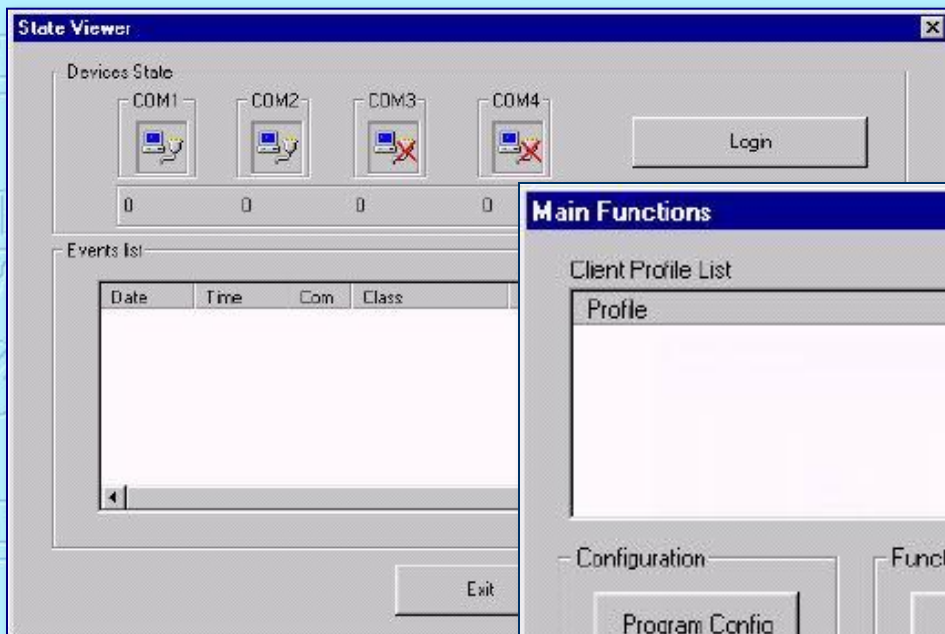 State Viewer
Devices State
COM1 COM2 COM3 COM4
Login
0 0 0 0
Events list
Date Time Com Class
Exit
Main Functions
Client Profile List
Profile
Configuration
Funct
Program Config